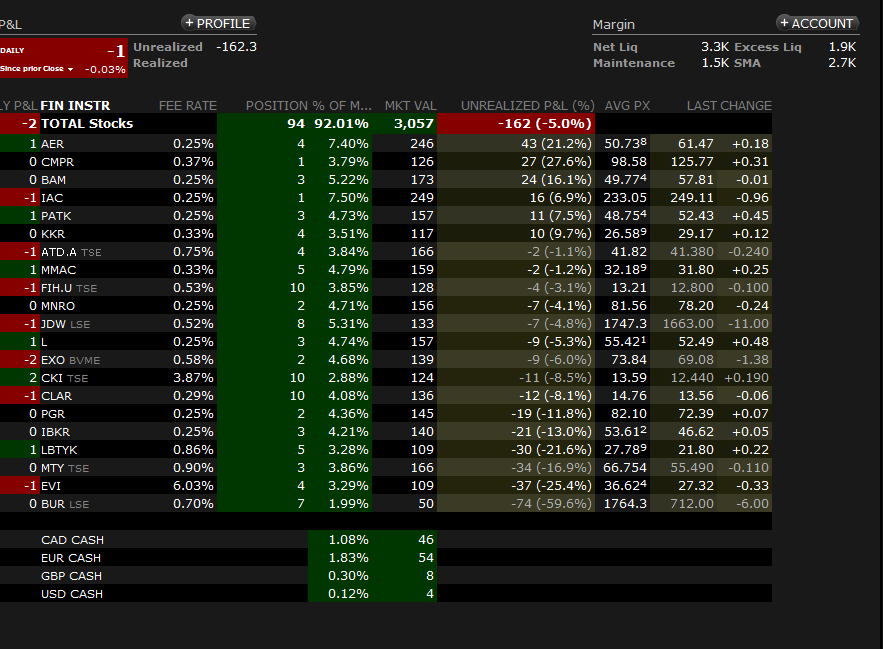 P&L + PROFILE Margin + ACCOUNT
DAILY -1 Unrealized -162.3 Net Liq 3.3K Excess Liq 1.9K
Since prior Close -0.03% Realized Maintenance 1.5K SMA 2.7K
LY P&L FIN INSTR FEE RATE POSITION % OF M... MKT VAL UNREALIZED P&L (%) AVG PX LAST CHANGE
-2 TOTAL Stocks 94 92.01% 3,057 -162 (-5.0%)
1 AER 0.25% 4 7.40% 246 43 (21.2%) 50.73⁸ 61.47 +0.18
0 CMPR 0.37% 1 3.79% 126 27 (27.6%) 98.58 125.77 +0.31
0 BAM 0.25% 3 5.22% 173 24 (16.1%) 49.77⁴ 57.81 -0.01
-1 IAC 0.25% 1 7.50% 249 16 (6.9%) 233.05 249.11 -0.96
1 PATK 0.25% 3 4.73% 157 11 (7.5%) 48.75⁴ 52.43 +0.45
0 KKR 0.33% 4 3.51% 117 10 (9.7%) 26.58⁹ 29.17 +0.12
-1 ATD.A TSE 0.75% 4 3.84% 166 -2 (-1.1%) 41.82 41.380 -0.240
1 MMAC 0.33% 5 4.79% 159 -2 (-1.2%) 32.18⁹ 31.80 +0.25
-1 FIH.U TSE 0.53% 10 3.85% 128 -4 (-3.1%) 13.21 12.800 -0.100
0 MNRO 0.25% 2 4.71% 156 -7 (-4.1%) 81.56 78.20 -0.24
-1 JDW LSE 0.52% 8 5.31% 133 -7 (-4.8%) 1747.3 1663.00 -11.00
1 L 0.25% 3 4.74% 157 -9 (-5.3%) 55.42¹ 52.49 +0.48
-2 EXO BVME 0.58% 2 4.68% 139 -9 (-6.0%) 73.84 69.08 -1.38
2 CKI TSE 3.87% 10 2.88% 124 -11 (-8.5%) 13.59 12.440 +0.190
-1 CLAR 0.29% 10 4.08% 136 -12 (-8.1%) 14.76 13.56 -0.06
0 PGR 0.25% 2 4.36% 145 -19 (-11.8%) 82.10 72.39 +0.07
0 IBKR 0.25% 3 4.21% 140 -21 (-13.0%) 53.61² 46.62 +0.05
1 LBTYK 0.86% 5 3.28% 109 -30 (-21.6%) 27.78⁹ 21.80 +0.22
0 MTY TSE 0.90% 3 3.86% 166 -34 (-16.9%) 66.754 55.490 -0.110
-1 EVI 6.03% 4 3.29% 109 -37 (-25.4%) 36.62⁴ 27.32 -0.33
0 BUR LSE 0.70% 7 1.99% 50 -74 (-59.6%) 1764.3 712.00 -6.00
CAD CASH 1.08% 46
EUR CASH 1.83% 54
GBP CASH 0.30% 8
USD CASH 0.12% 4